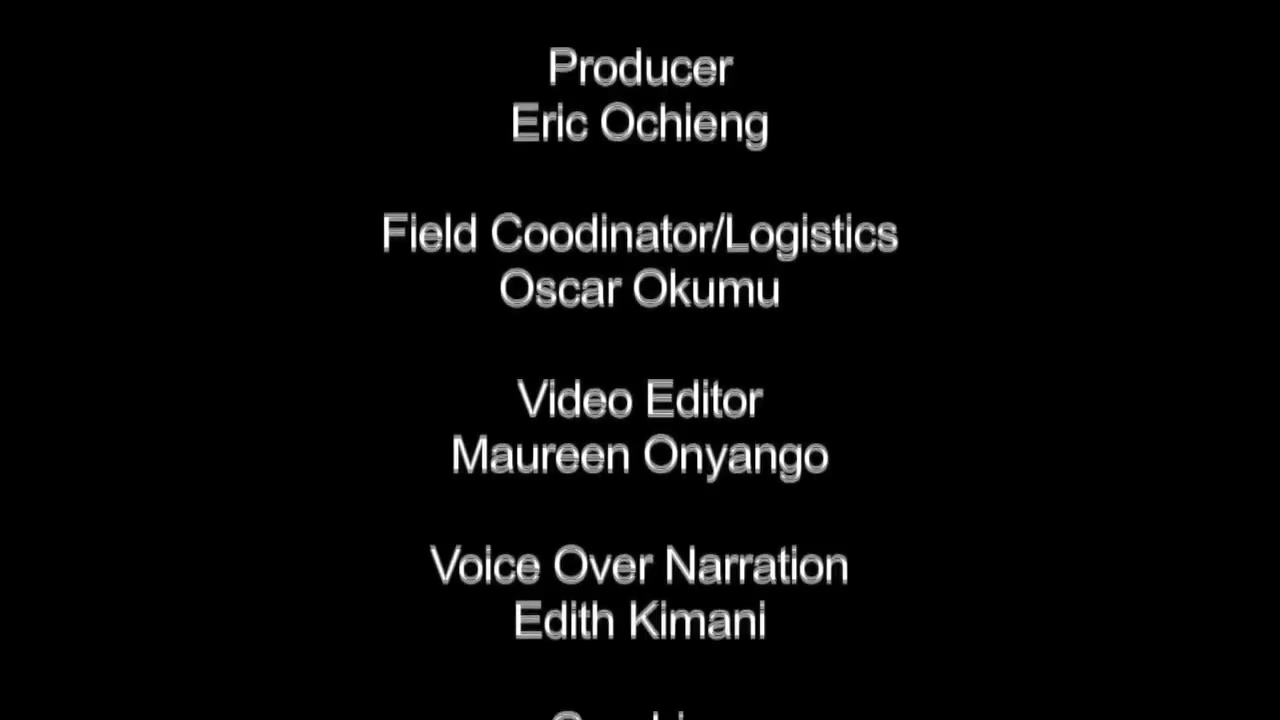 Producer
Eric Ochieng
Field Coodinator/Logistics
Oscar Okumu
Video Editor
Maureen Onyango
Voice Over Narration
Edith Kimani